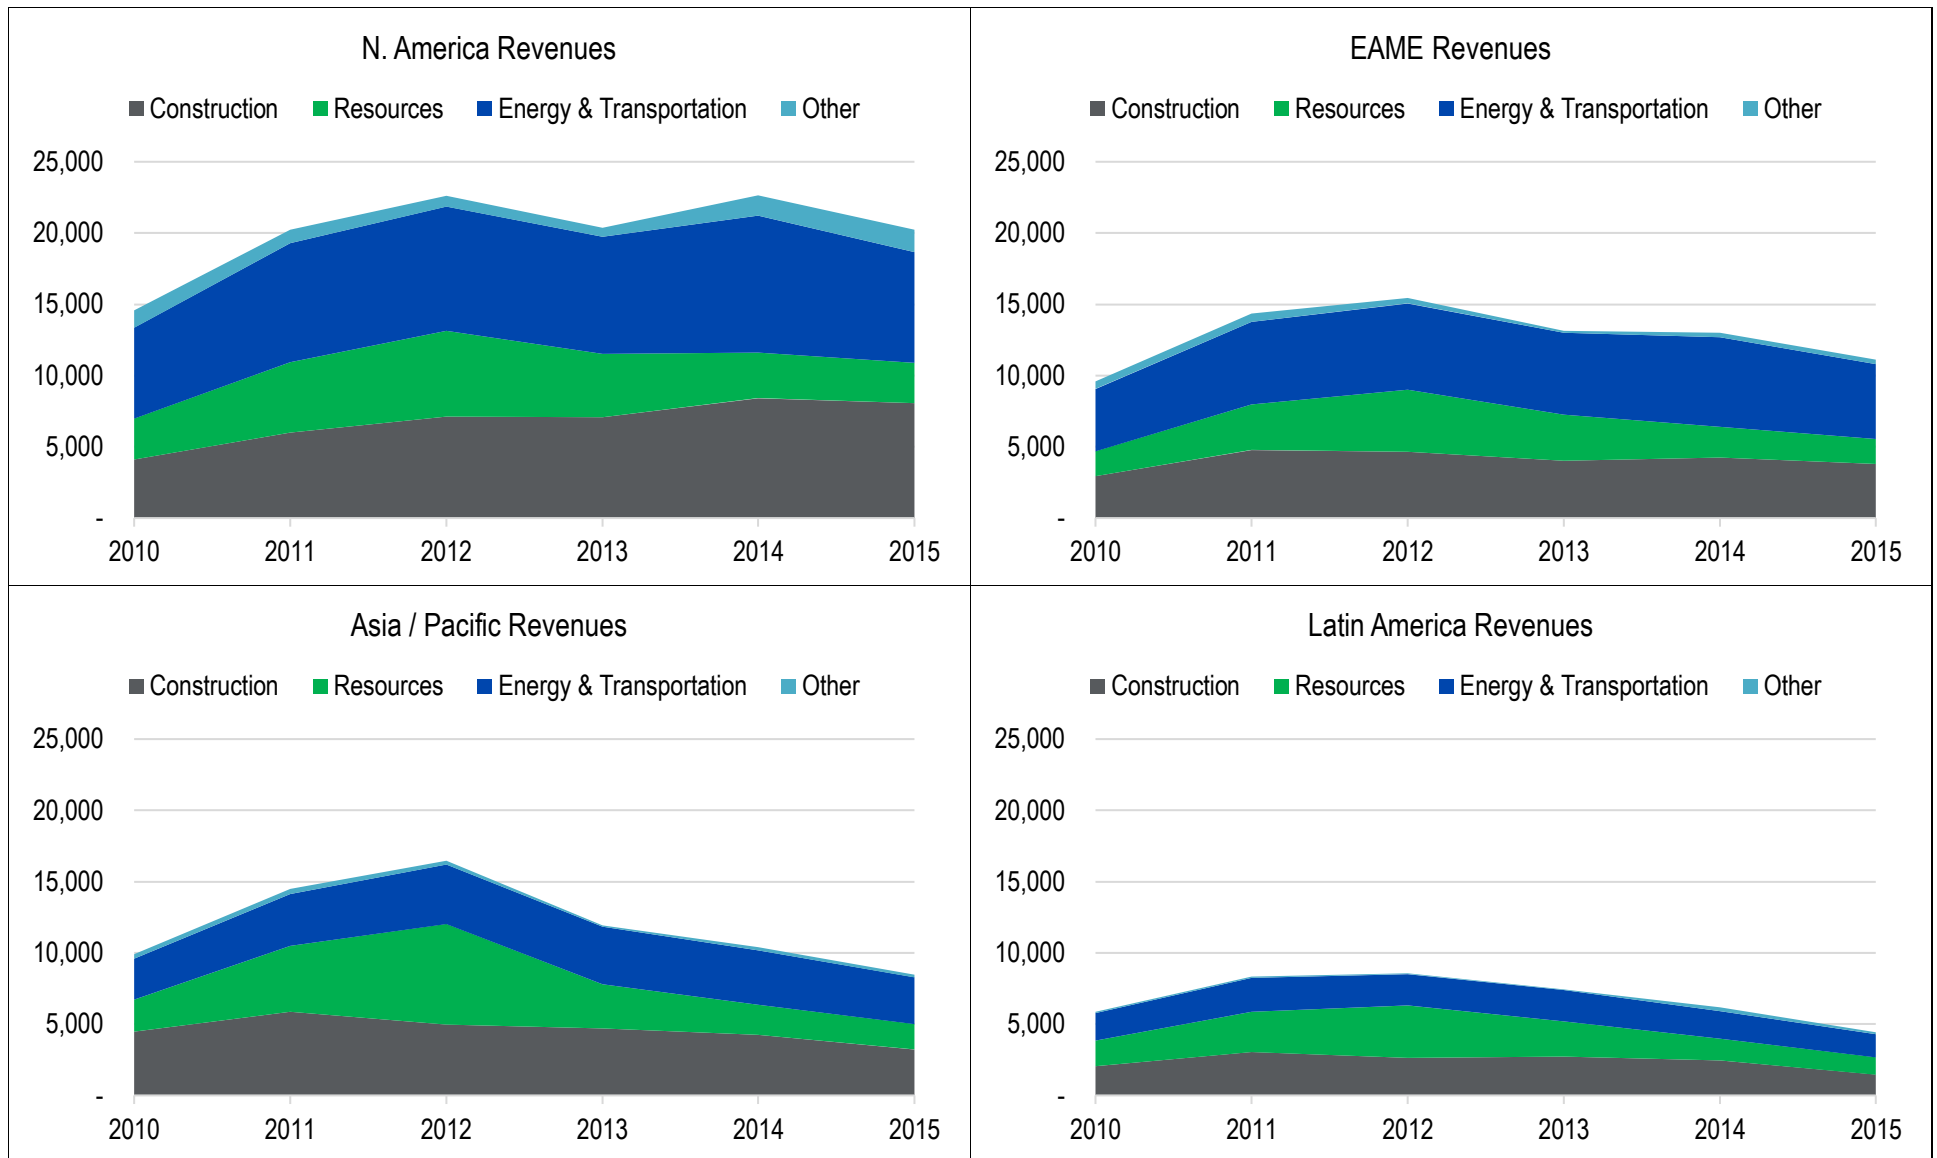 N. America Revenues
Construction Resources Energy & Transportation Other
25,000
20,000
15,000
10,000
5,000
-
2010 2011 2012 2013 2014 2015
EAME Revenues
Construction Resources Energy & Transportation Other
25,000
20,000
15,000
10,000
5,000
-
2010 2011 2012 2013 2014 2015
Asia / Pacific Revenues
Construction Resources Energy & Transportation Other
25,000
20,000
15,000
10,000
5,000
-
2010 2011 2012 2013 2014 2015
Latin America Revenues
Construction Resources Energy & Transportation Other
25,000
20,000
15,000
10,000
5,000
-
2010 2011 2012 2013 2014 2015